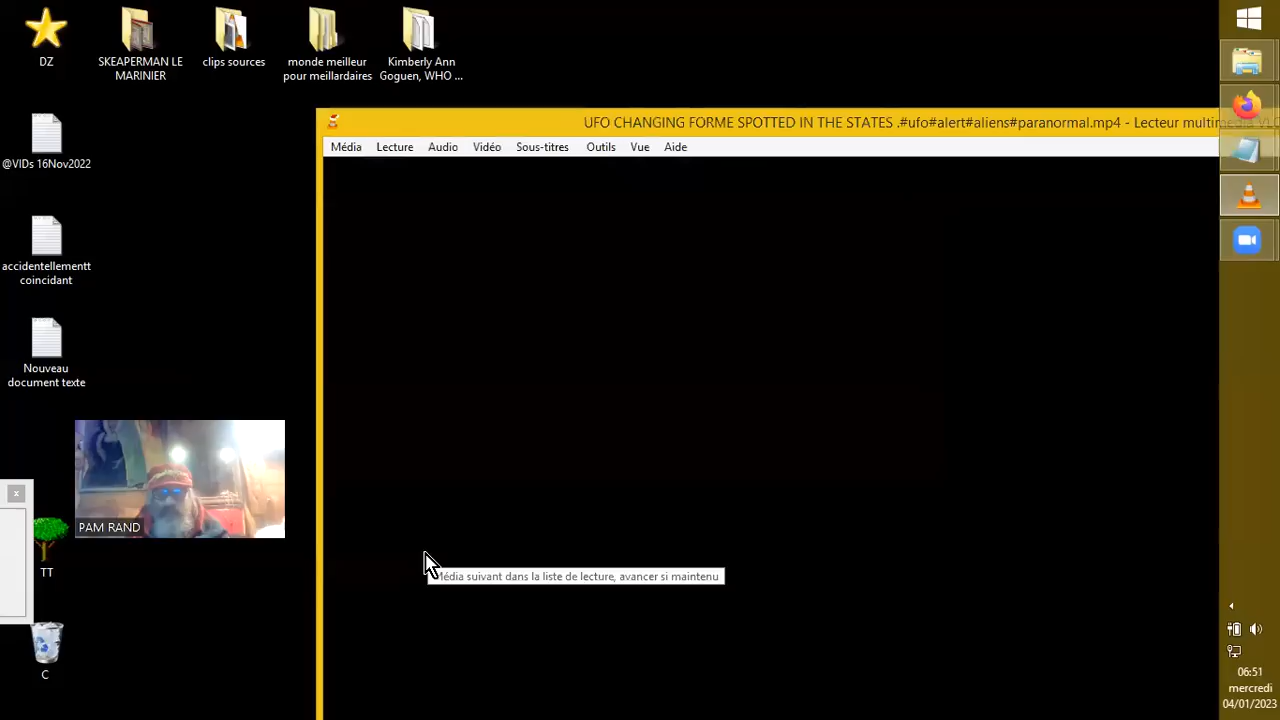 DZ
SKEAPERMAN LE
MARINIER
clips sources
monde meilleur
pour meillardaires
Kimberly Ann
Goguen, WHO ...
@VIDs 16Nov2022
accidentellementt
coincidant
Nouveau
document texte
PAM RAND
TT
C
UFO CHANGING FORME SPOTTED IN THE STATES .#ufo#alert#aliens#paranormal.mp4 - Lecteur multimedia VLC
Média Lecture Audio Vidéo Sous-titres Outils Vue Aide
Média suivant dans la liste de lecture, avancer si maintenu
06:51
mercredi
04/01/2023